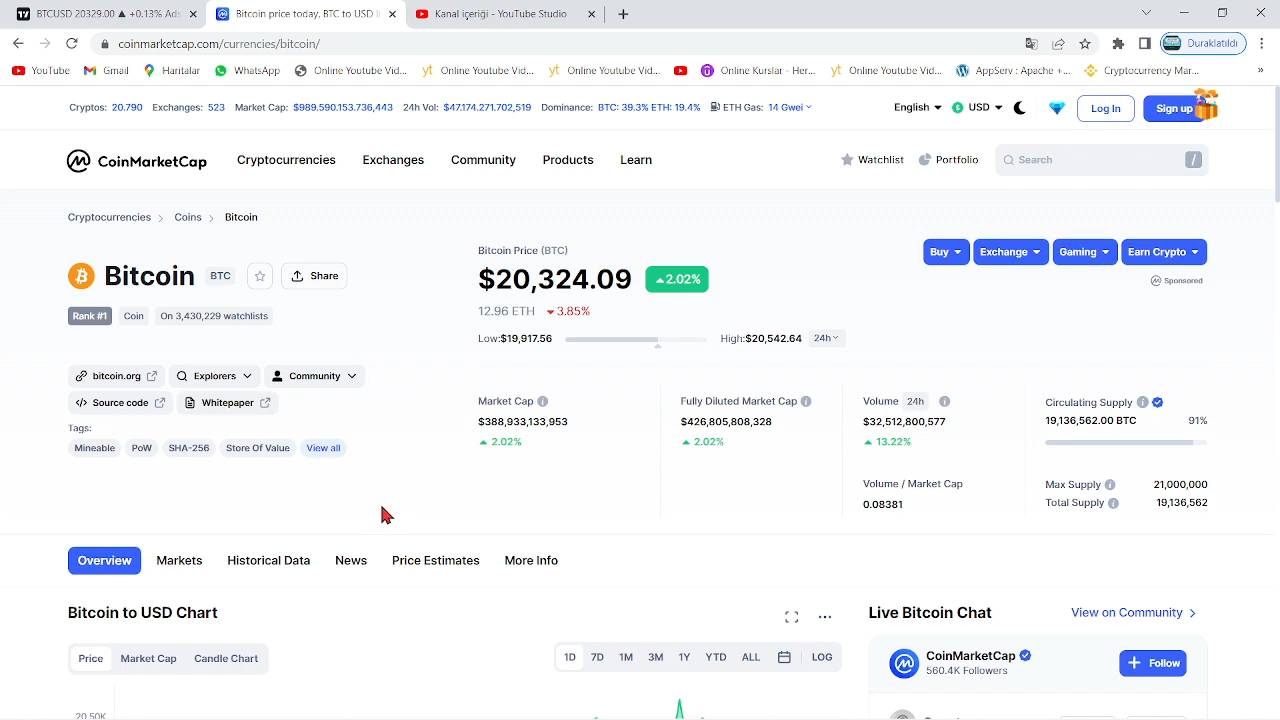 BTCUSD 20329.00 ▲ +0.13% Ads
Bitcoin price today, BTC to USD li
Kanal içeriği - YouTube Studio
coinmarketcap.com/currencies/bitcoin/
Duraklatıldı
YouTube
Gmail
Haritalar
WhatsApp
Online Youtube Vid...
Online Youtube Vid...
Online Youtube Vid...
Online Kurslar - Her...
Online Youtube Vid...
AppServ : Apache +...
Cryptocurrency Mar...
»
Cryptos: 20.790 Exchanges: 523 Market Cap: $989.590.153.736,443 24h Vol: $47.174.271.702,519 Dominance: BTC: 39.3% ETH: 19.4% ETH Gas: 14 Gwei
English
USD
Log In
Sign up
CoinMarketCap
Cryptocurrencies
Exchanges
Community
Products
Learn
Watchlist
Portfolio
Search
/
Cryptocurrencies > Coins > Bitcoin
Bitcoin BTC
Share
Rank #1
Coin
On 3,430,229 watchlists
Bitcoin Price (BTC)
$20,324.09
2.02%
12.96 ETH 3.85%
Low:$19,917.56
High:$20,542.64
24h
Buy
Exchange
Gaming
Earn Crypto
Sponsored
bitcoin.org
Explorers
Community
Source code
Whitepaper
Tags:
Mineable
PoW
SHA-256
Store Of Value
View all
Market Cap
$388,933,133,953
2.02%
Fully Diluted Market Cap
$426,805,808,328
2.02%
Volume 24h
$32,512,800,577
13.22%
Volume / Market Cap
0.08381
Circulating Supply
19,136,562.00 BTC 91%
Max Supply 21,000,000
Total Supply 19,136,562
Overview
Markets
Historical Data
News
Price Estimates
More Info
Bitcoin to USD Chart
Price
Market Cap
Candle Chart
1D
7D
1M
3M
1Y
YTD
ALL
LOG
20.50K
Live Bitcoin Chat
View on Community >
CoinMarketCap
560.4K Followers
+ Follow